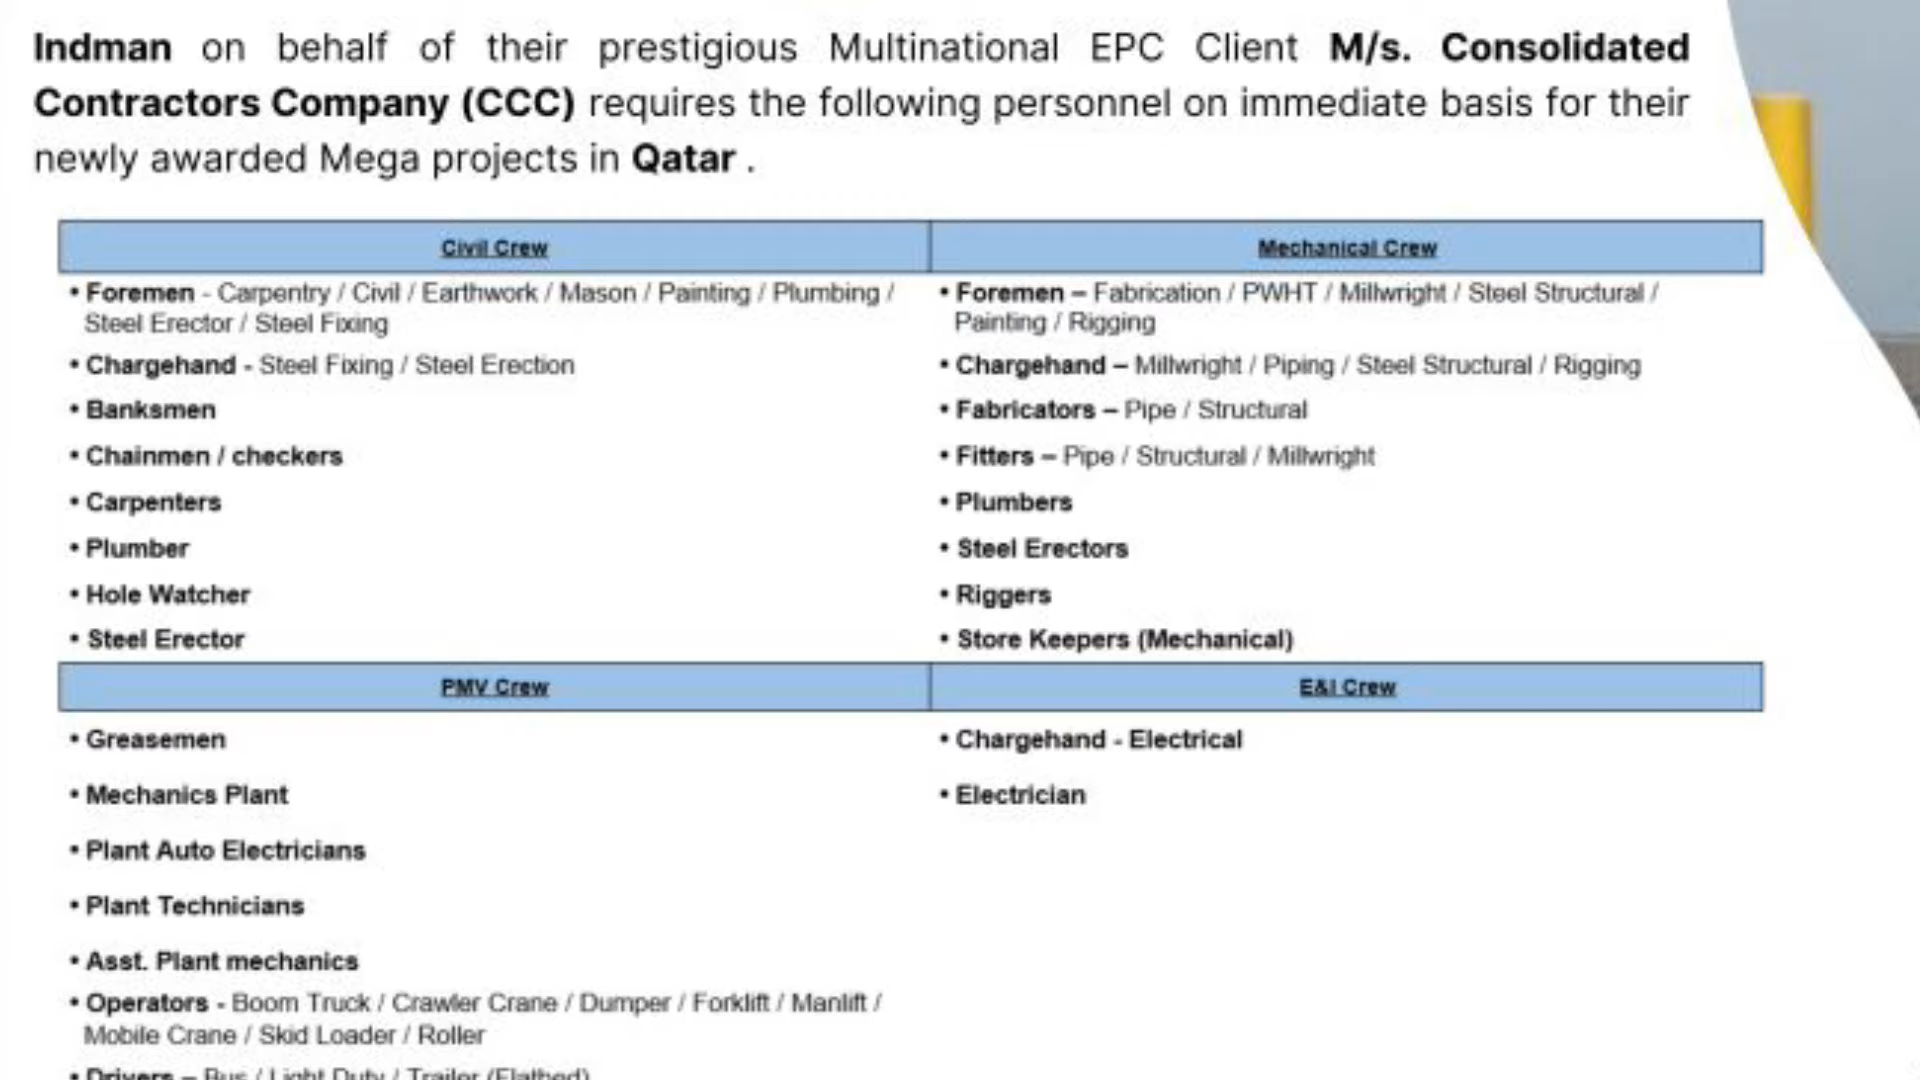 Indman on behalf of their prestigious Multinational EPC Client M/s. Consolidated
Contractors Company (CCC) requires the following personnel on immediate basis for their
newly awarded Mega projects in Qatar .
Civil Crew
• Foremen - Carpentry / Civil / Earthwork / Mason / Painting / Plumbing /
Steel Erector / Steel Fixing
• Chargehand - Steel Fixing / Steel Erection
• Banksmen
• Chainmen / checkers
• Carpenters
• Plumber
• Hole Watcher
• Steel Erector
Mechanical Crew
• Foremen – Fabrication / PWHT / Millwright / Steel Structural /
Painting / Rigging
• Chargehand – Millwright / Piping / Steel Structural / Rigging
• Fabricators – Pipe / Structural
• Fitters – Pipe / Structural / Millwright
• Plumbers
• Steel Erectors
• Riggers
• Store Keepers (Mechanical)
PMV Crew
• Greasemen
• Mechanics Plant
• Plant Auto Electricians
• Plant Technicians
• Asst. Plant mechanics
• Operators - Boom Truck / Crawler Crane / Dumper / Forklift / Manlift /
Mobile Crane / Skid Loader / Roller
• Drivers – Bus / Light Duty / Trailer (Flatbed)
E&I Crew
• Chargehand - Electrical
• Electrician